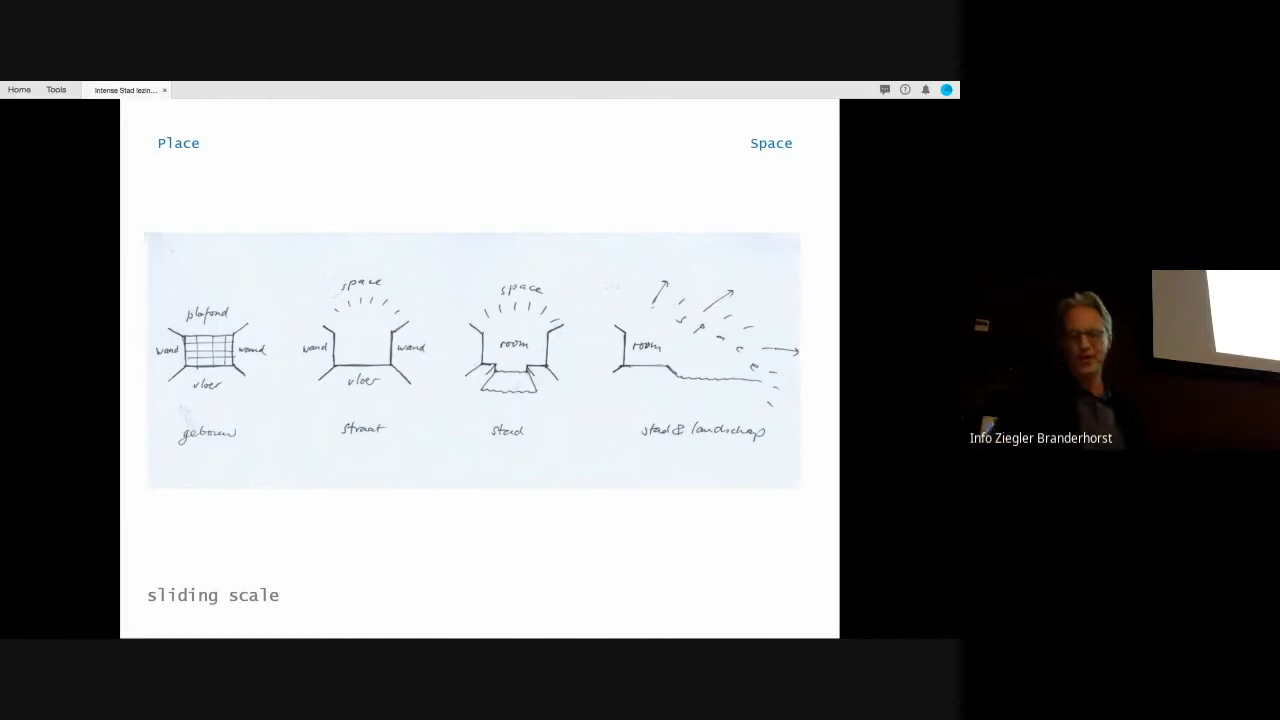 Home Tools Intense Stad lezin... ×
Place Space
space space
plafond
wand wand wand wand room room s p a c e
vloer vloer
gebouw straat stad stad & landschap
sliding scale
Info Ziegler Branderhorst